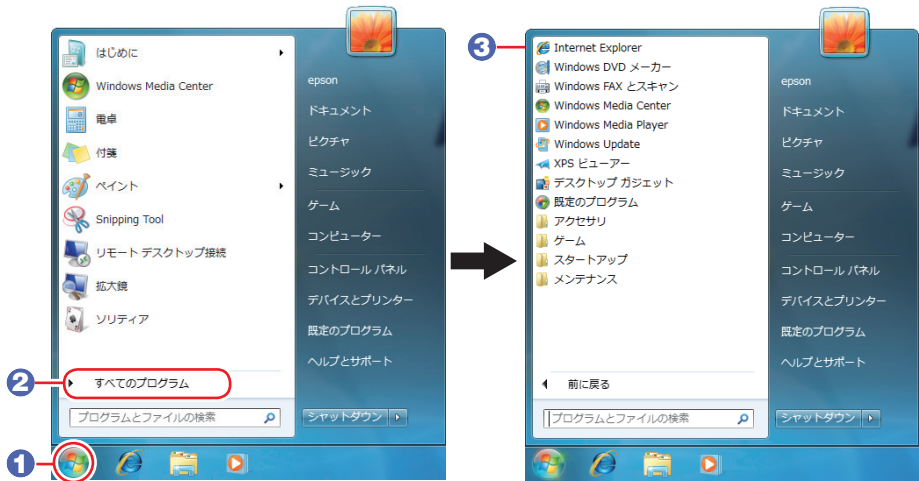 はじめに
Windows Media Center
電卓
付箋
ペイント
Snipping Tool
リモート デスクトップ接続
拡大鏡
ソリティア
2
すべてのプログラム
プログラムとファイルの検索
1
epson
ドキュメント
ピクチャ
ミュージック
ゲーム
コンピューター
コントロール パネル
デバイスとプリンター
既定のプログラム
ヘルプとサポート
シャットダウン
3
Internet Explorer
Windows DVD メーカー
Windows FAX とスキャン
Windows Media Center
Windows Media Player
Windows Update
XPS ビューアー
デスクトップ ガジェット
既定のプログラム
アクセサリ
ゲーム
スタートアップ
メンテナンス
前に戻る
プログラムとファイルの検索
epson
ドキュメント
ピクチャ
ミュージック
ゲーム
コンピューター
コントロール パネル
デバイスとプリンター
既定のプログラム
ヘルプとサポート
シャットダウン